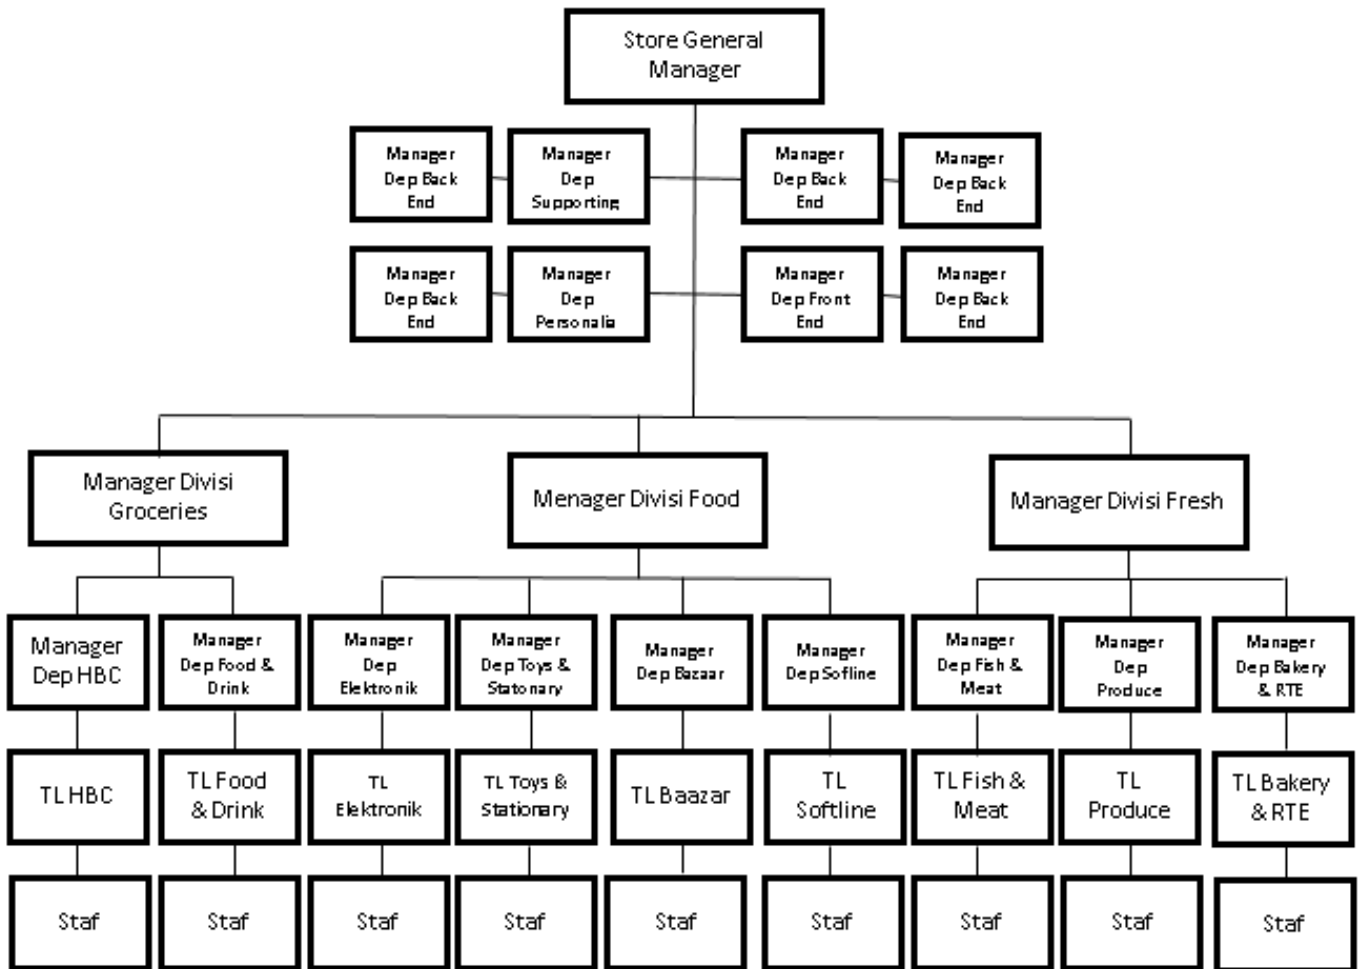 Store General
Manager
Manager
Dep Back
End
Manager
Dep
Supporting
Manager
Dep Back
End
Manager
Dep Back
End
Manager
Dep Back
End
Manager
Dep
Personalia
Manager
Dep Front
End
Manager
Dep Back
End
Manager Divisi
Groceries
Menager Divisi Food
Manager Divisi Fresh
Manager
Dep HBC
Manager
Dep Food &
Drink
Manager
Dep
Elektronik
Manager
Dep Toys &
Statonary
Manager
Dep Bazaar
Manager
Dep Sofline
Manager
Dep Fish &
Meat
Manager
Dep
Produce
Manager
Dep Bakery
& RTE
TL HBC
TL Food
& Drink
TL
Elektronik
TL Toys &
Stationary
TL Baazar
TL
Softline
TL Fish &
Meat
TL
Produce
TL Bakery
& RTE
Staf
Staf
Staf
Staf
Staf
Staf
Staf
Staf
Staf